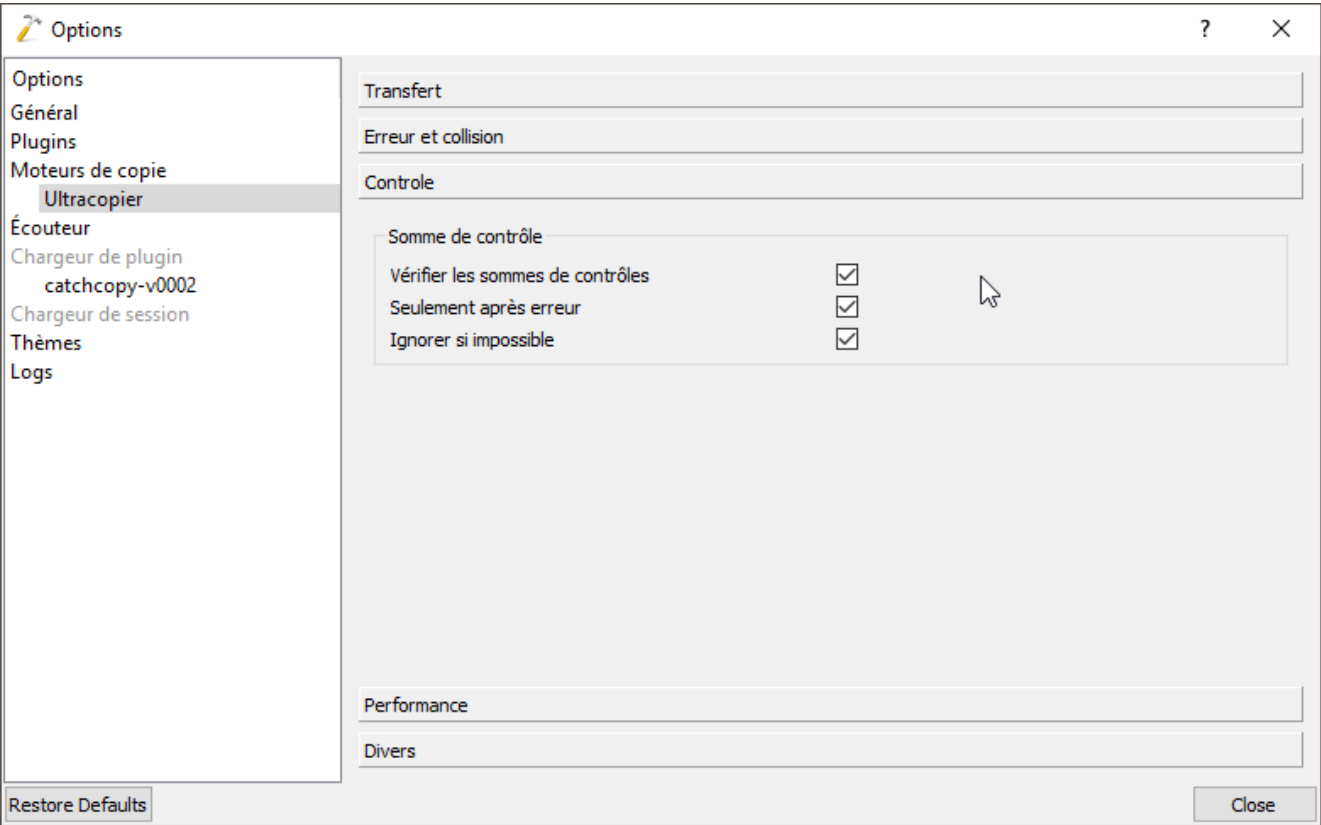 Options
Options
Général
Plugins
Moteurs de copie
Ultracopier
Écouteur
Chargeur de plugin
catchcopy-v0002
Chargeur de session
Thèmes
Logs
Transfert
Erreur et collision
Controle
Somme de contrôle
Vérifier les sommes de contrôles
Seulement après erreur
Ignorer si impossible
Performance
Divers
Restore Defaults
Close